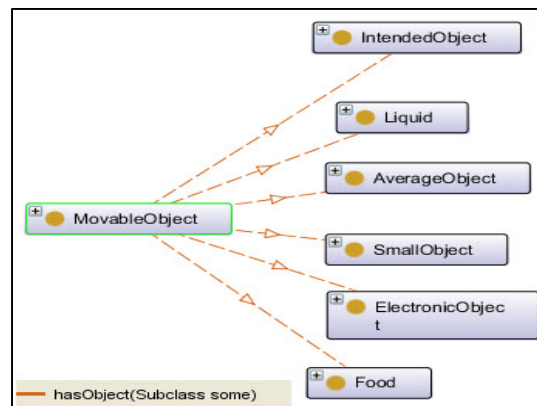 IntendedObject
Liquid
AverageObject
MovableObject
SmallObject
ElectronicObjec
t
Food
hasObject(Subclass some)